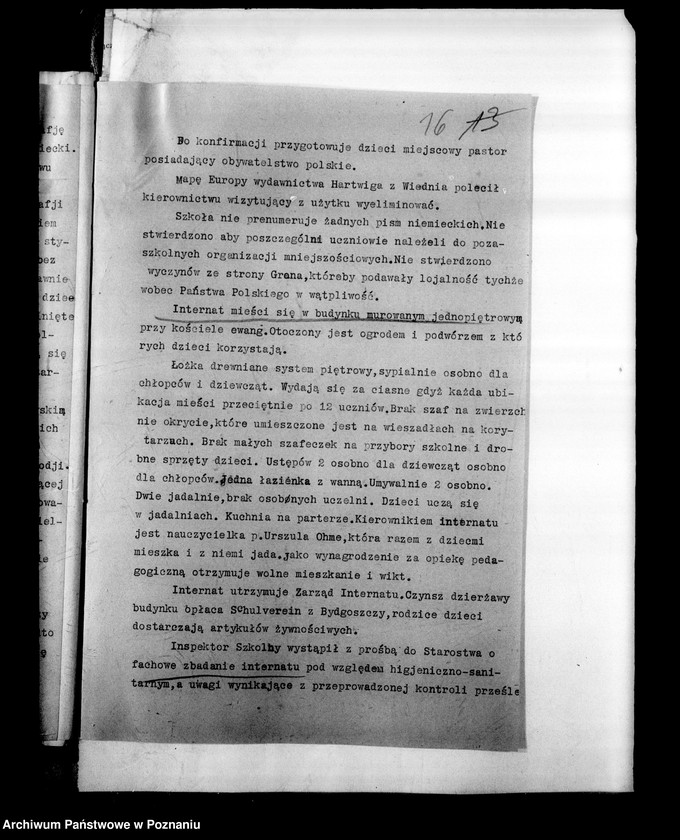 16 13
Do konfirmacji przygotowuje dzieci miejscowy pastor
posiadający obywatelstwo polskie.
Mapę Europy wydawnictwa Hartwiga z Wiednia polecił
kierownictwu wizytujący z użytku wyeliminować.
Szkoła nie prenumeruje żadnych pism niemieckich.Nie
stwierdzono aby poszczególni uczniowie należeli do poza-
szkolnych organizacji mniejszościowych.Nie stwierdzono
wyczynów ze strony Grona,któreby podawały lojalność tychże
wobec Państwa Polskiego w wątpliwość.
Internat mieści się w budynku murowanym jednopiętrowym
przy kościele ewang.Otoczony jest ogrodem i podwórzem z któ
rych dzieci korzystają.
Łożka drewniane system piętrowy,sypialnie osobno dla
chłopców i dziewcząt. Wydają się za ciasne gdyż każda ubi-
kacja mieści przeciętnie po 12 uczniów.Brak szaf na zwierzch
nie okrycie,które umieszczone jest na wieszadłach na kory-
tarzach. Brak małych szafeczek na przybory szkolne i dro-
bne sprzęty dzieci. Ustępów 2 osobno dla dziewcząt osobno
dla chłopców.Jedna łaziénka z wanną.Umywalnie 2 osobno.
Dwie jadalnie,brak osobnych uczelni. Dzieci uczą się
w jadalniach. Kuchnia na parterze.Kierownikiem internatu
jest nauczycielka p.Urszula Ohme,która razem z dziećmi
mieszka i z niemi jada.Jako wynagrodzenie za opiekę peda-
gogiczną otrzymuje wolne mieszkanie i wikt.
Internat utrzymuje Zarząd Internatu.Czynsz dzierżawy
budynku opłaca Schulverein z Bydgoszczy,rodzice dzieci
dostarczają artykułów żywnościowych.
Inspektor Szkolny wystąpił z prośbą do Starostwa o
fachowe zbadanie internatu pod względem higjeniczno-sani-
tarnym,a uwagi wynikające z przeprowadzonej kontroli prześle
Archiwum Państwowe w Poznaniu